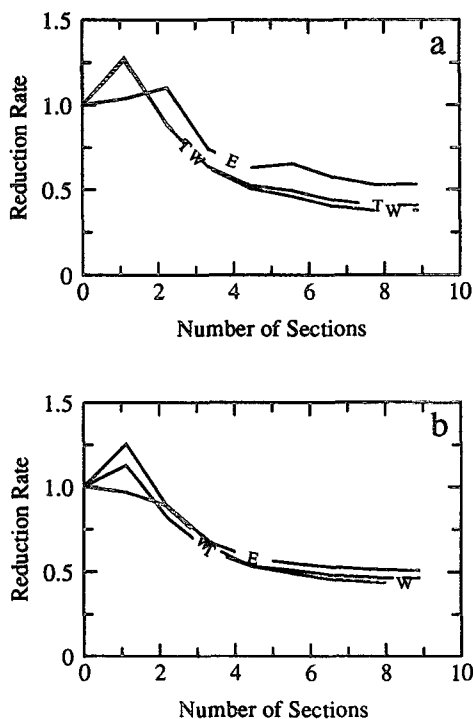 1.5
a
1.0
Reduction Rate
T W
E
0.5
T W
0
0 2 4 6 8 10
Number of Sections
1.5
b
1.0
Reduction Rate
W T
E
0.5
W
0
0 2 4 6 8 10
Number of Sections